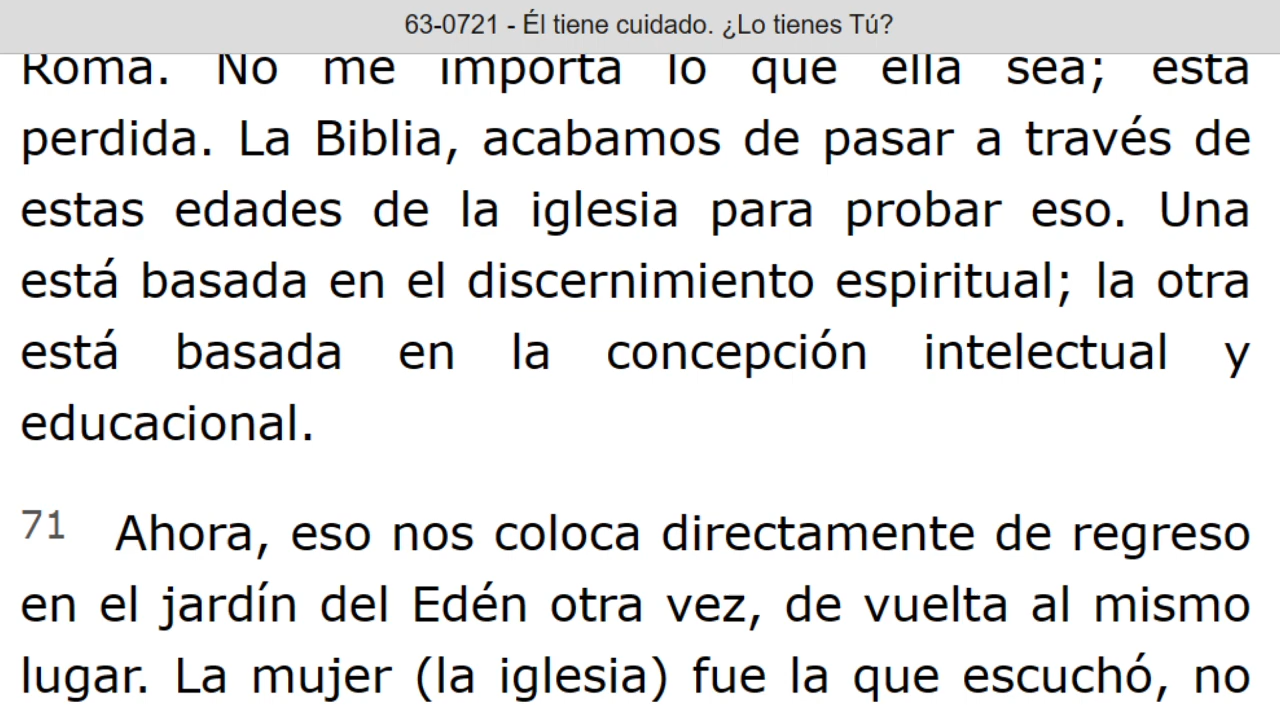 63-0721 - Él tiene cuidado. ¿Lo tienes Tú?
Roma. No me importa lo que ella sea; está
perdida. La Biblia, acabamos de pasar a través de
estas edades de la iglesia para probar eso. Una
está basada en el discernimiento espiritual; la otra
está basada en la concepción intelectual y
educacional.
71 Ahora, eso nos coloca directamente de regreso
en el jardín del Edén otra vez, de vuelta al mismo
lugar. La mujer (la iglesia) fue la que escuchó, no